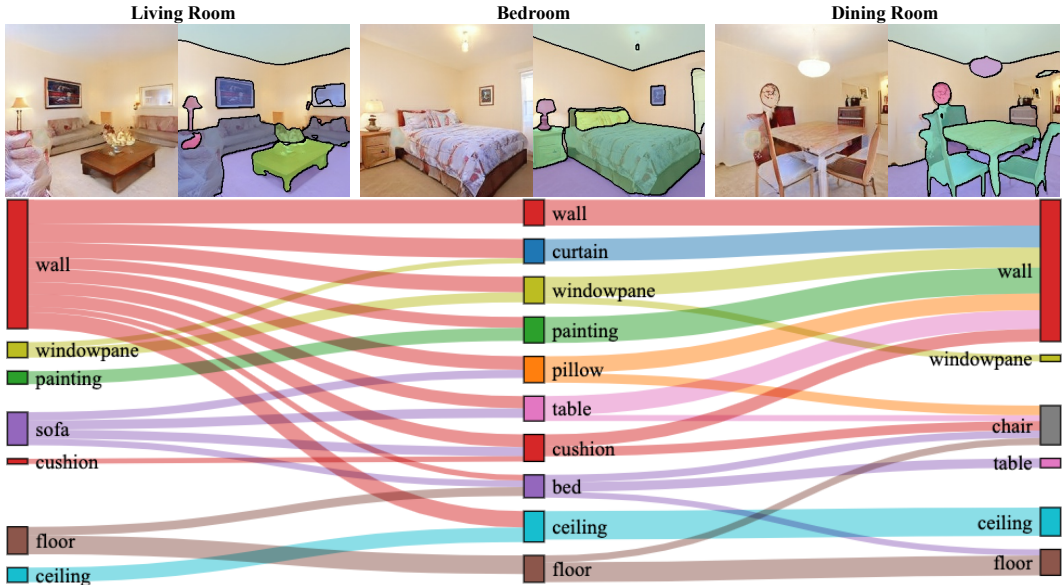 Living Room
Bedroom
Dining Room
wall
windowpane
painting
sofa
cushion
floor
ceiling
wall
curtain
windowpane
painting
pillow
table
cushion
bed
ceiling
floor
wall
windowpane
chair
table
ceiling
floor